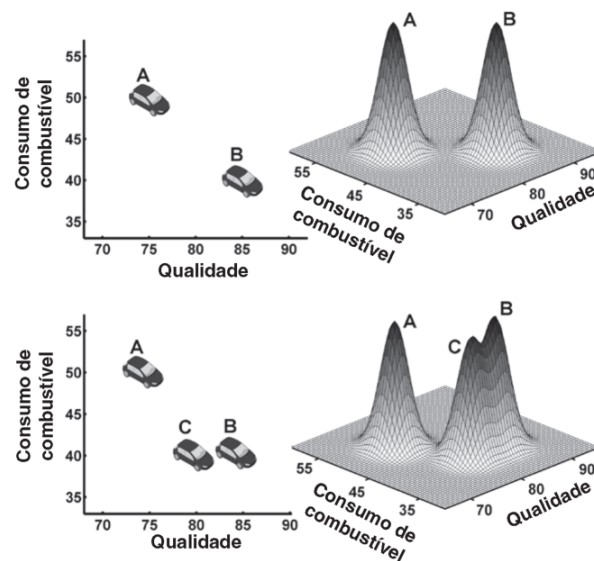 A
B
55
50
45
40
35
A
B
70
75
80
85
90
Consumo de
combustível
Qualidade
55
45
35
70
80
90
Consumo de
combustível
Qualidade
55
50
45
40
35
A
C
B
70
75
80
85
90
Consumo de
combustível
Qualidade
A
B
C
55
45
35
70
80
90
Consumo de
combustível
Qualidade